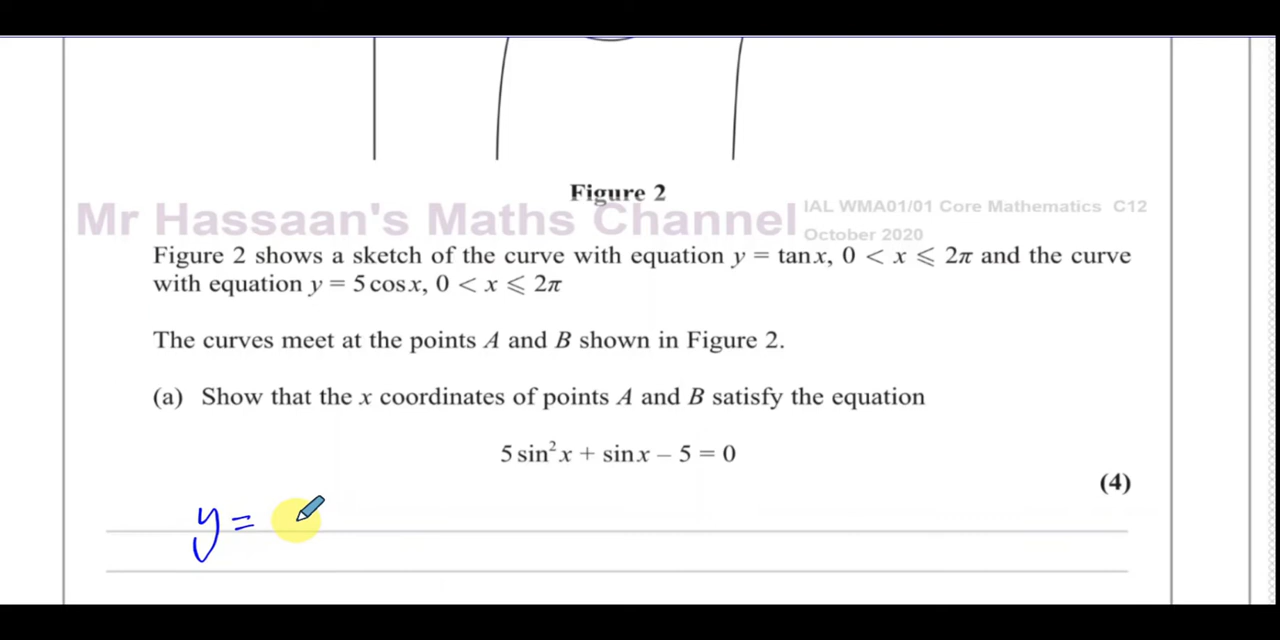 Figure 2
Mr Hassaan's Maths Channel
IAL WMA01/01 Core Mathematics C12
October 2020
Figure 2 shows a sketch of the curve with equation y = tan x, 0 < x ⩽ 2π and the curve
with equation y = 5 cos x, 0 < x ⩽ 2π
The curves meet at the points A and B shown in Figure 2.
(a) Show that the x coordinates of points A and B satisfy the equation
5 sin²x + sin x – 5 = 0
(4)
y =